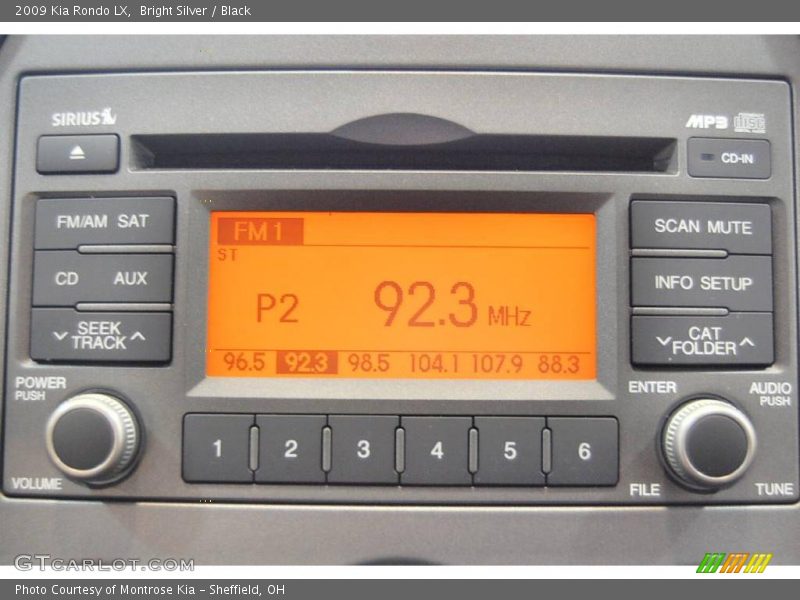 2009 Kia Rondo LX,  Bright Silver / Black
SIRIUS
MP3 disc
CD-IN
FM/AM SAT
SCAN MUTE
FM 1
ST
CD AUX
INFO SETUP
P2 92.3 MHz
SEEK
TRACK
CAT
FOLDER
96.5 92.3 98.5 104.1 107.9 88.3
POWER
PUSH
ENTER
AUDIO
PUSH
1 2 3 4 5 6
VOLUME
FILE
TUNE
GTCARLOT.COM
Photo Courtesy of Montrose Kia – Sheffield, OH